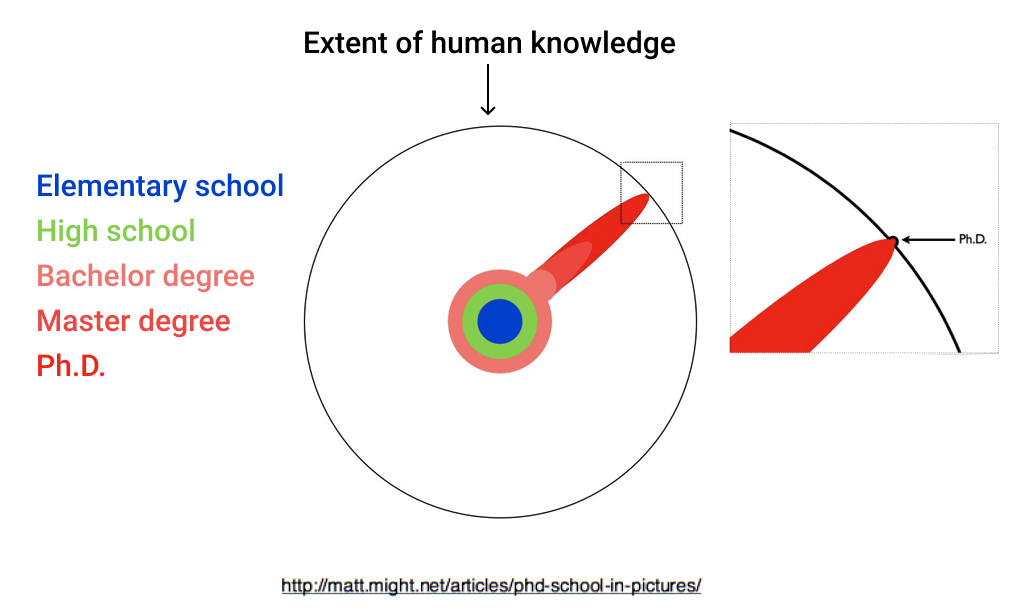 Extent of human knowledge
Elementary school
High school
Bachelor degree
Master degree
Ph.D.
Ph.D.
http://matt.might.net/articles/phd-school-in-pictures/